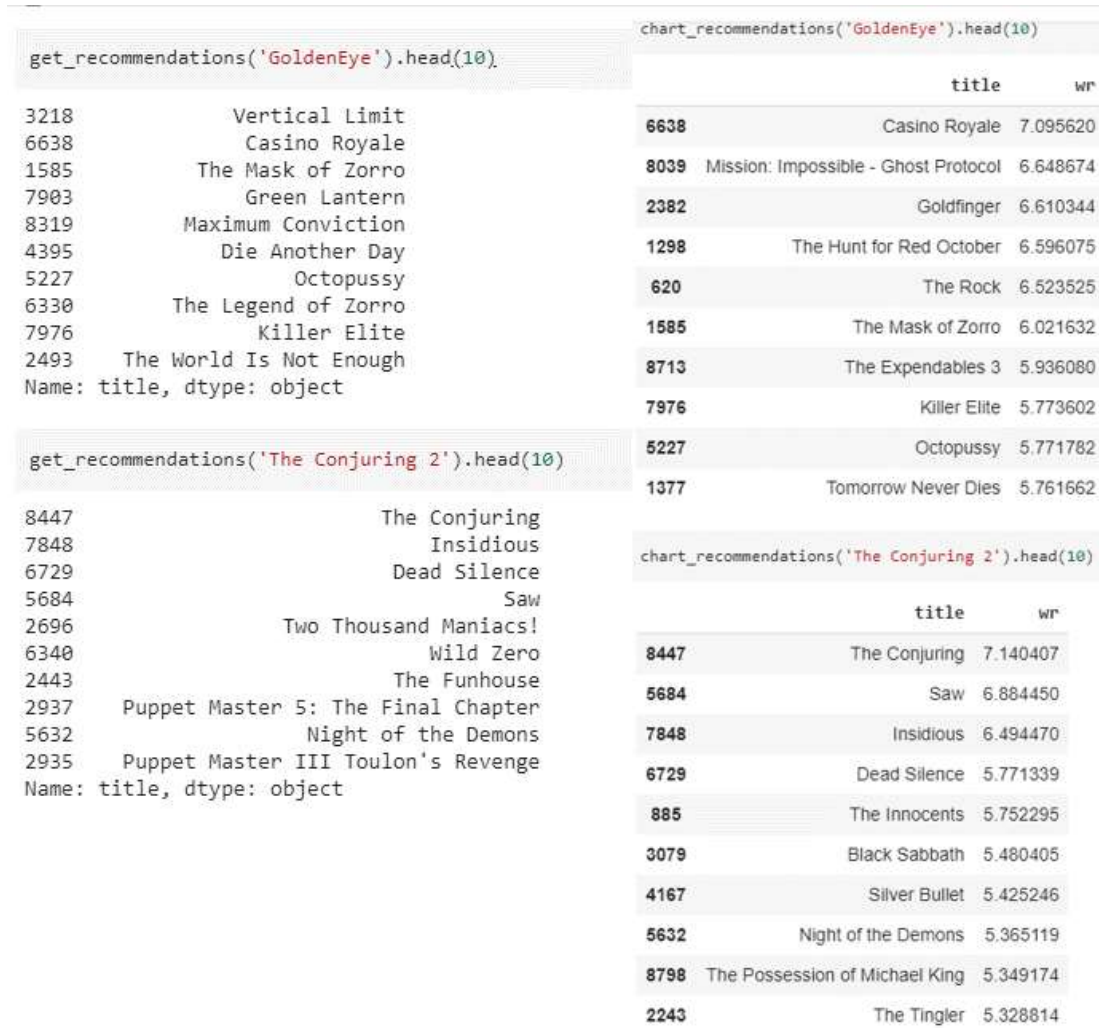 get_recommendations('GoldenEye').head(10)
3218 Vertical Limit
6638 Casino Royale
1585 The Mask of Zorro
7903 Green Lantern
8319 Maximum Conviction
4395 Die Another Day
5227 Octopussy
6330 The Legend of Zorro
7976 Killer Elite
2493 The World Is Not Enough
Name: title, dtype: object
get_recommendations('The Conjuring 2').head(10)
8447 The Conjuring
7848 Insidious
6729 Dead Silence
5684 Saw
2696 Two Thousand Maniacs!
6340 Wild Zero
2443 The Funhouse
2937 Puppet Master 5: The Final Chapter
5632 Night of the Demons
2935 Puppet Master III Toulon's Revenge
Name: title, dtype: object
chart_recommendations('GoldenEye').head(10)
title wr
6638 Casino Royale 7.095620
8039 Mission: Impossible - Ghost Protocol 6.648674
2382 Goldfinger 6.610344
1298 The Hunt for Red October 6.596075
620 The Rock 6.523525
1585 The Mask of Zorro 6.021632
8713 The Expendables 3 5.936080
7976 Killer Elite 5.773602
5227 Octopussy 5.771782
1377 Tomorrow Never Dies 5.761662
chart_recommendations('The Conjuring 2').head(10)
title wr
8447 The Conjuring 7.140407
5684 Saw 6.884450
7848 Insidious 6.494470
6729 Dead Silence 5.771339
885 The Innocents 5.752295
3079 Black Sabbath 5.480405
4167 Silver Bullet 5.425246
5632 Night of the Demons 5.365119
8798 The Possession of Michael King 5.349174
2243 The Tingler 5.328814